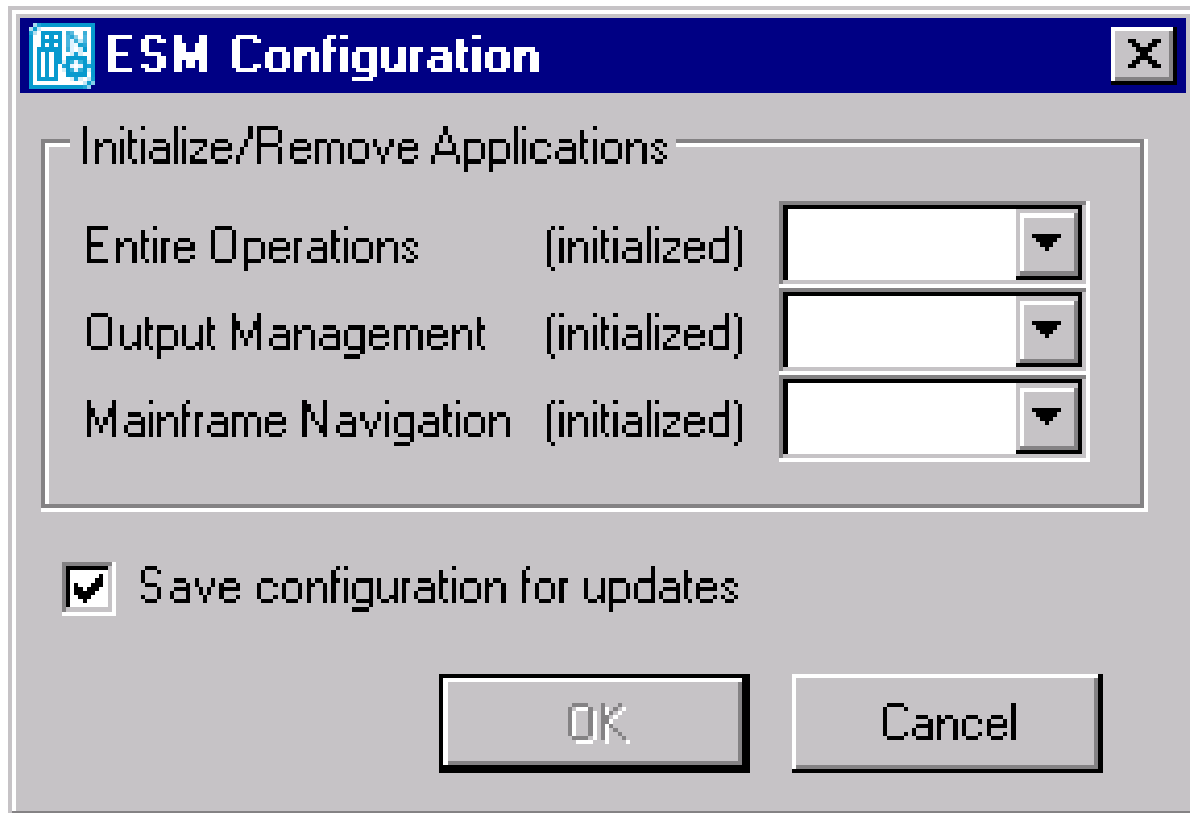 ESM Configuration
Initialize/Remove Applications
Entire Operations (initialized)
Output Management (initialized)
Mainframe Navigation (initialized)
Save configuration for updates
OK Cancel